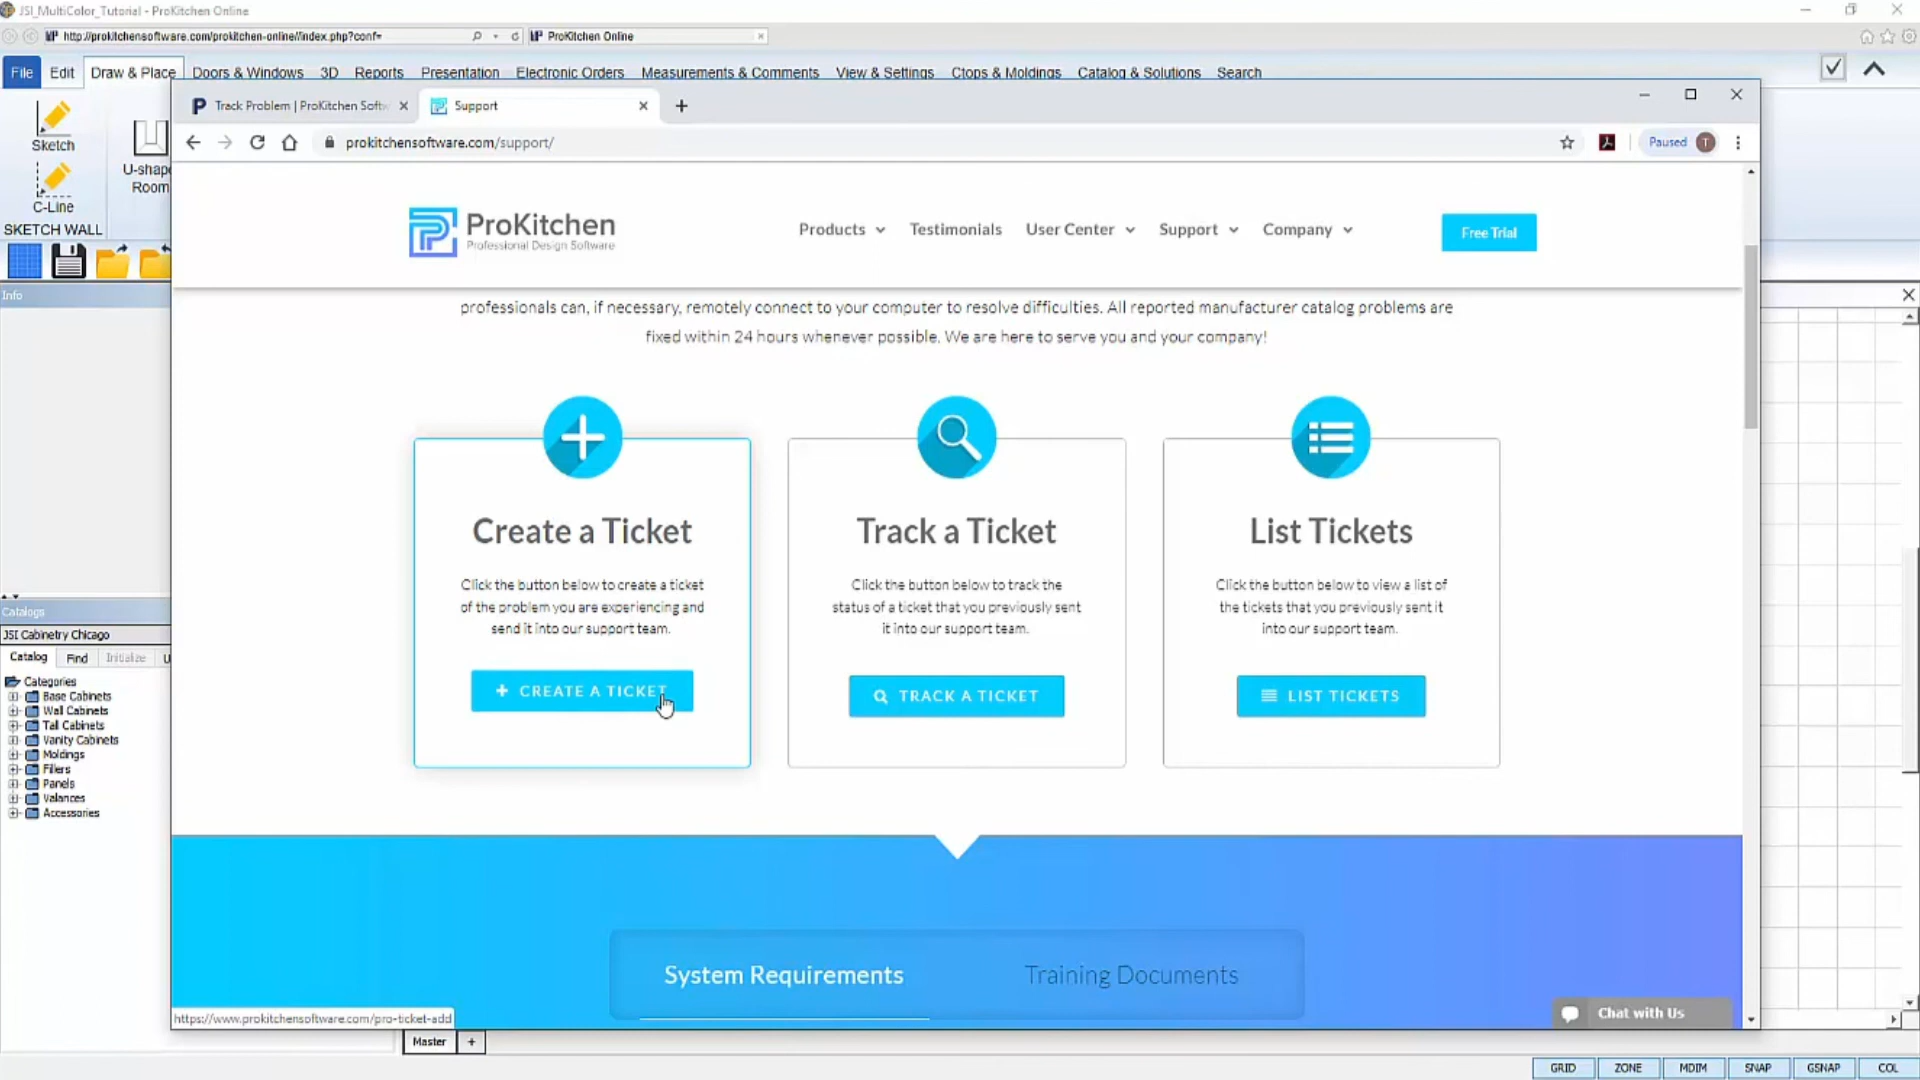 JSI_MultiColor_Tutorial - ProKitchen Online
http://prokitchensoftware.com/prokitchen-online//index.php?conf=
ProKitchen Online
File Edit Draw & Place Doors & Windows 3D Reports Presentation Electronic Orders Measurements & Comments View & Settings Ctops & Moldings Catalog & Solutions Search
Sketch
U-shape
Room
C-Line
SKETCH WALL
Info
Catalogs
JSI Cabinetry Chicago
Catalog Find Initialize U
Categories
Base Cabinets
Wall Cabinets
Tall Cabinets
Vanity Cabinets
Moldings
Fillers
Panels
Valances
Accessories
Track Problem | ProKitchen Softw
Support
prokitchensoftware.com/support/
Paused T
ProKitchen
Professional Design Software
Products Testimonials User Center Support Company
Free Trial
professionals can, if necessary, remotely connect to your computer to resolve difficulties. All reported manufacturer catalog problems are
fixed within 24 hours whenever possible. We are here to serve you and your company!
Create a Ticket
Click the button below to create a ticket
of the problem you are experiencing and
send it into our support team.
+ CREATE A TICKET
Track a Ticket
Click the button below to track the
status of a ticket that you previously sent
it into our support team.
TRACK A TICKET
List Tickets
Click the button below to view a list of
the tickets that you previously sent it
into our support team.
LIST TICKETS
System Requirements
Training Documents
Chat with Us
https://www.prokitchensoftware.com/pro-ticket-add
Master +
GRID ZONE MDIM SNAP GSNAP COL